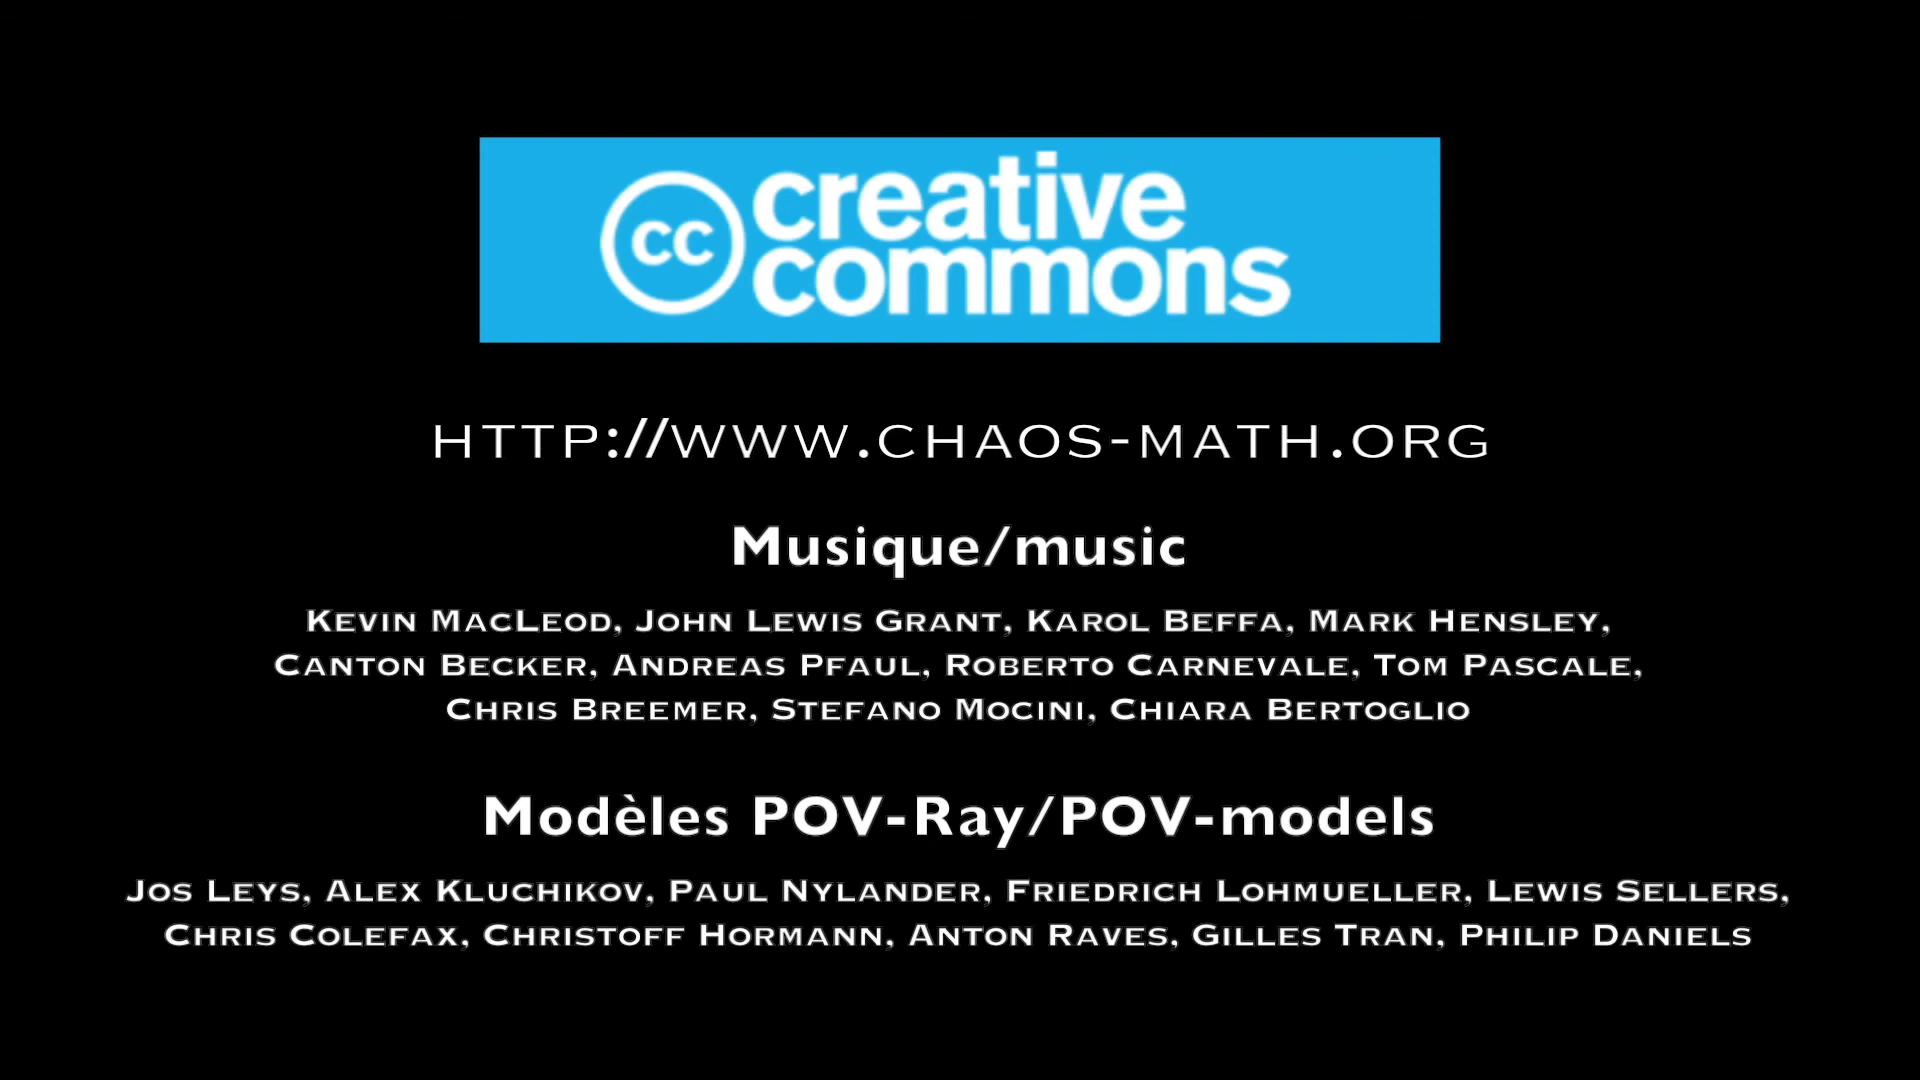 cc creative
commons
HTTP://WWW.CHAOS-MATH.ORG
Musique/music
Kevin MacLeod, John Lewis Grant, Karol Beffa, Mark Hensley,
Canton Becker, Andreas Pfaul, Roberto Carnevale, Tom Pascale,
Chris Breemer, Stefano Mocini, Chiara Bertoglio
Modèles POV-Ray/POV-models
Jos Leys, Alex Kluchikov, Paul Nylander, Friedrich Lohmueller, Lewis Sellers,
Chris Colefax, Christoff Hormann, Anton Raves, Gilles Tran, Philip Daniels